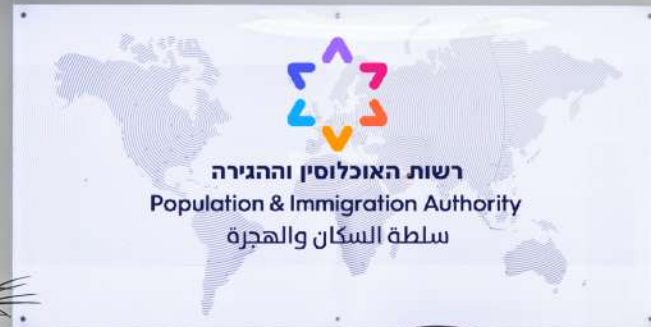 רשות האוכלוסין וההגירה
Population & Immigration Authority
سلطة السكان والهجرة